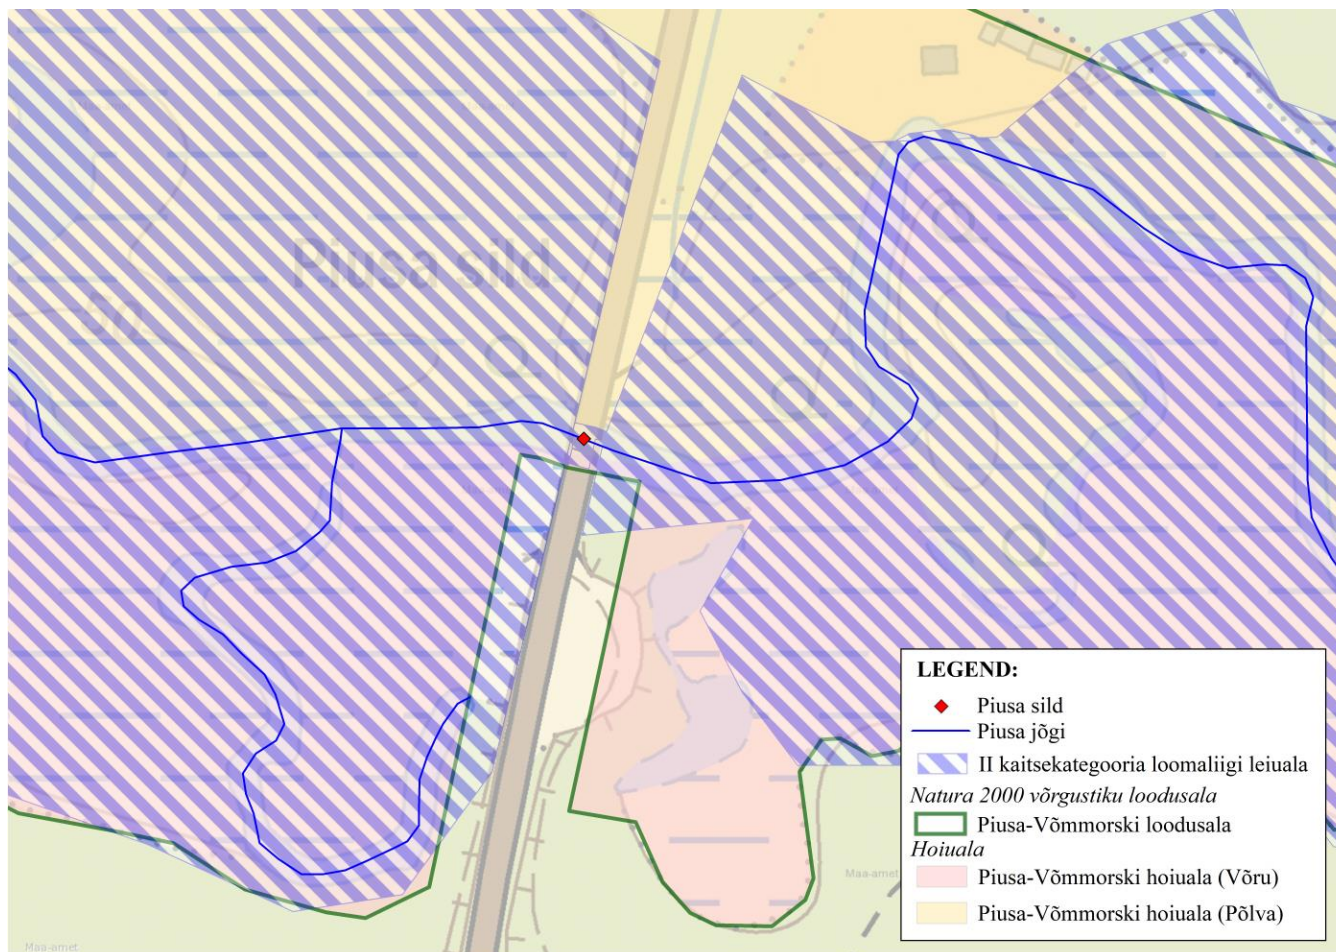 Piusa sild
LEGEND:
Piusa sild
Piusa jõgi
II kaitsekategooria loomaliigi leiuala
Natura 2000 võrgustiku loodusala
Piusa-Võmmorski loodusala
Hoiuala
Piusa-Võmmorski hoiuala (Võru)
Piusa-Võmmorski hoiuala (Põlva)
Maa-amet
Maa-amet